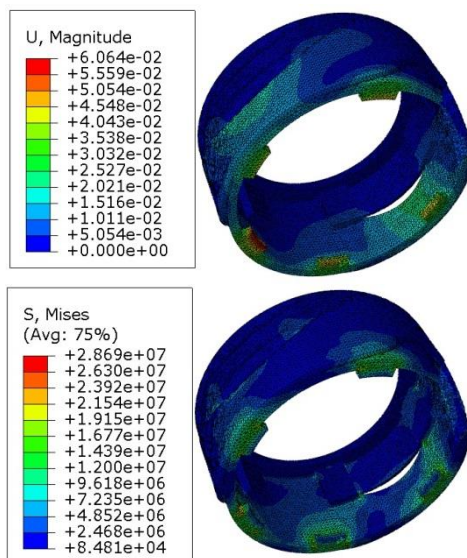 U, Magnitude
+6.064e-02
+5.559e-02
+5.054e-02
+4.548e-02
+4.043e-02
+3.538e-02
+3.032e-02
+2.527e-02
+2.021e-02
+1.516e-02
+1.011e-02
+5.054e-03
+0.000e+00
S, Mises
(Avg: 75%)
+2.869e+07
+2.630e+07
+2.392e+07
+2.154e+07
+1.915e+07
+1.677e+07
+1.439e+07
+1.200e+07
+9.618e+06
+7.235e+06
+4.852e+06
+2.468e+06
+8.481e+04